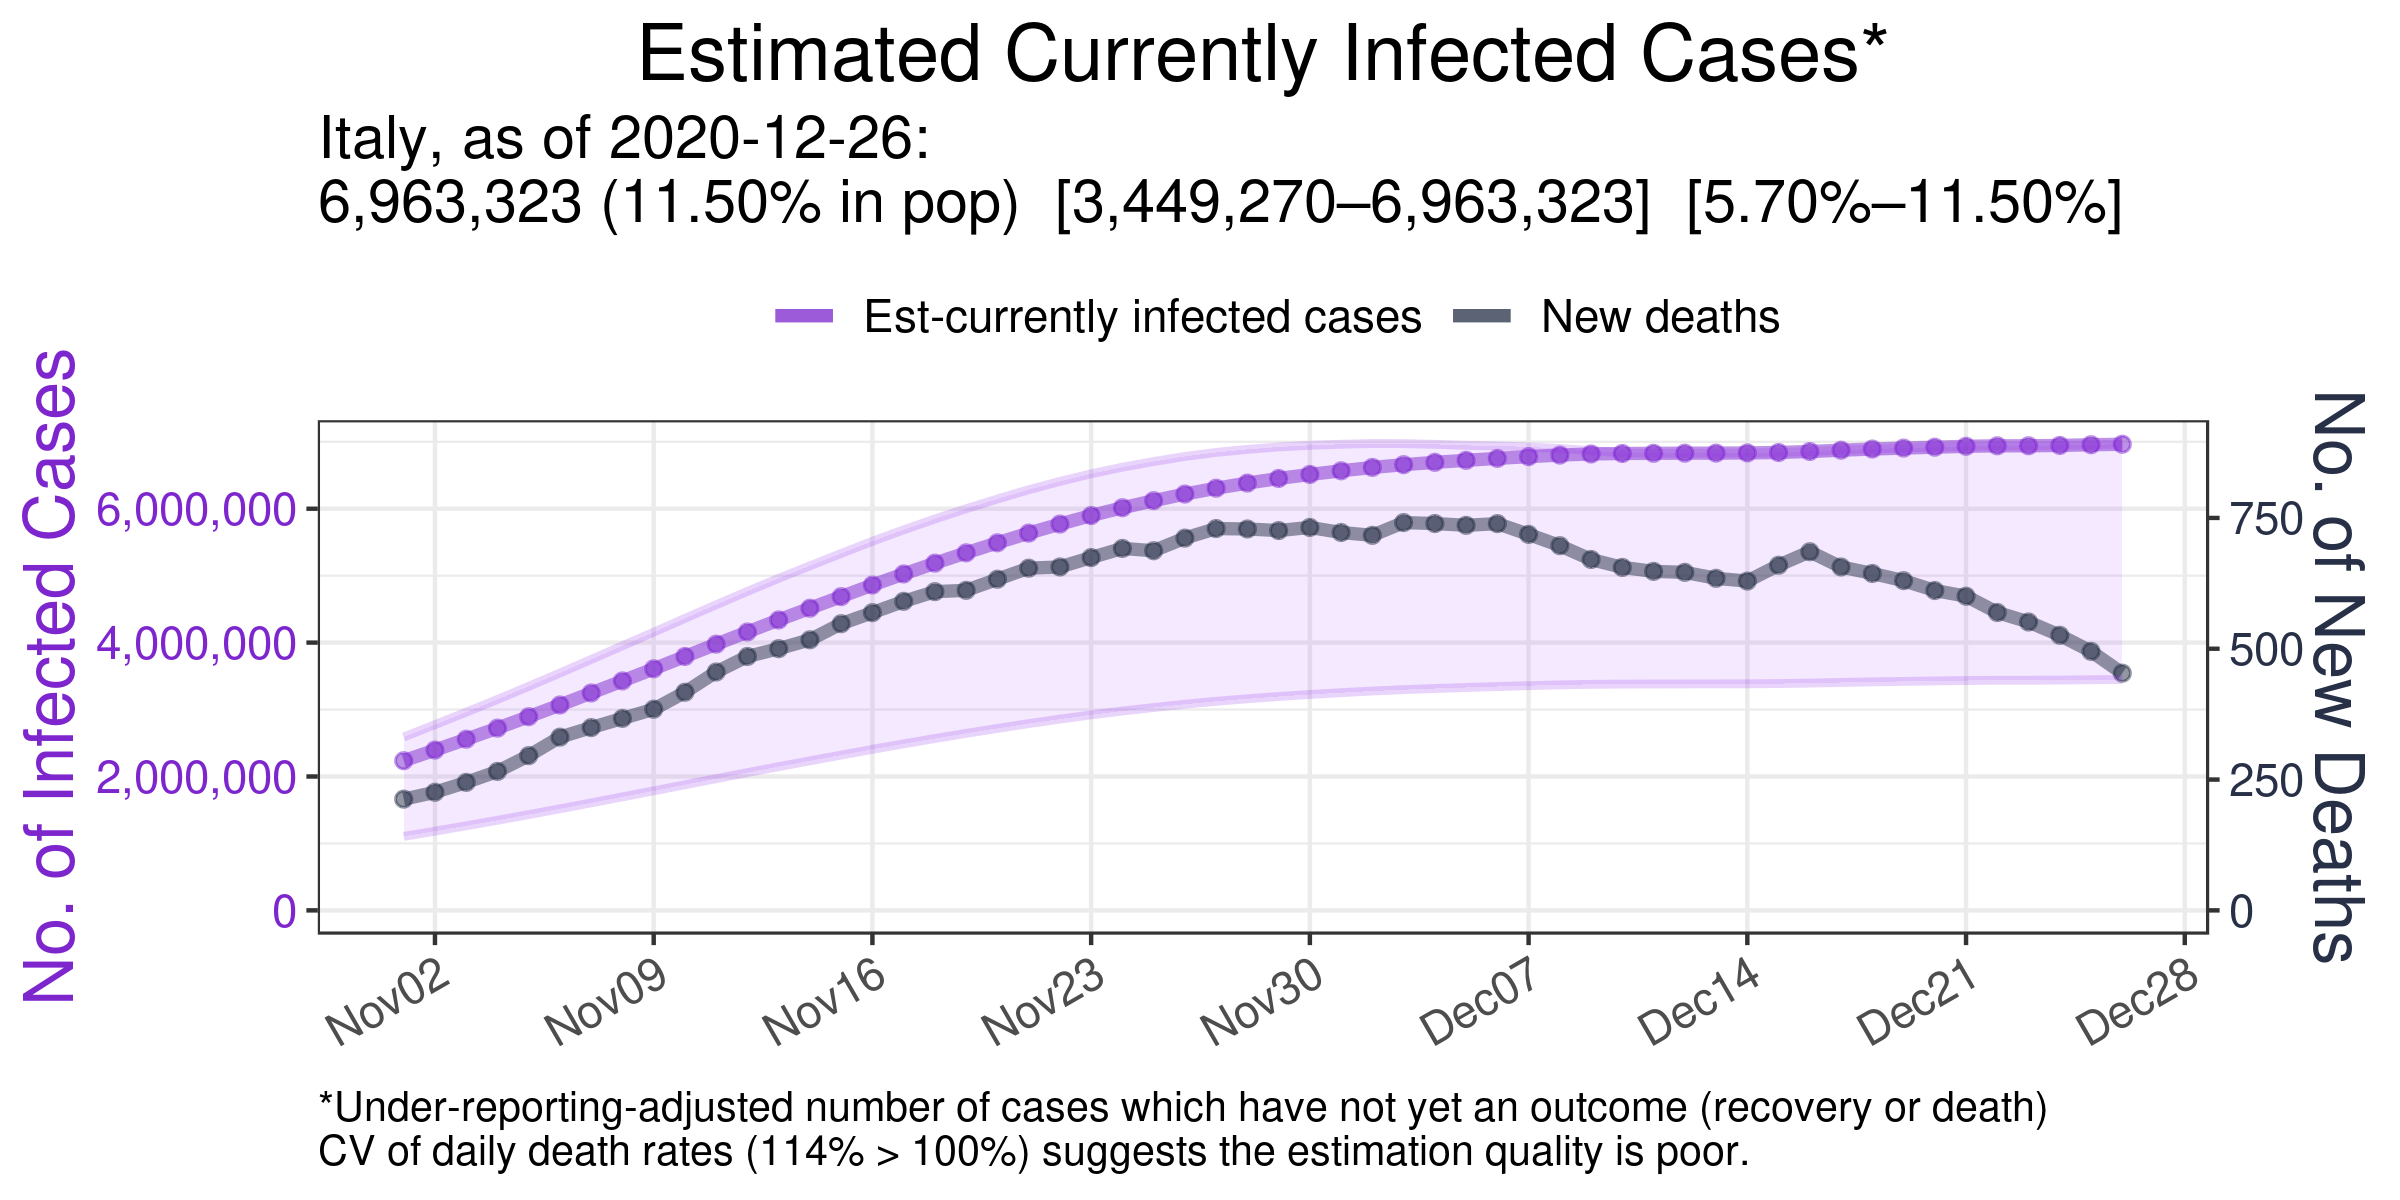 Estimated Currently Infected Cases*
Italy, as of 2020-12-26:
6,963,323 (11.50% in pop)  [3,449,270–6,963,323]  [5.70%–11.50%]
Est-currently infected cases
New deaths
No. of Infected Cases
6,000,000
4,000,000
2,000,000
0
750
500
250
0
No. of New Deaths
Nov02
Nov09
Nov16
Nov23
Nov30
Dec07
Dec14
Dec21
Dec28
*Under-reporting-adjusted number of cases which have not yet an outcome (recovery or death)
CV of daily death rates (114% > 100%) suggests the estimation quality is poor.